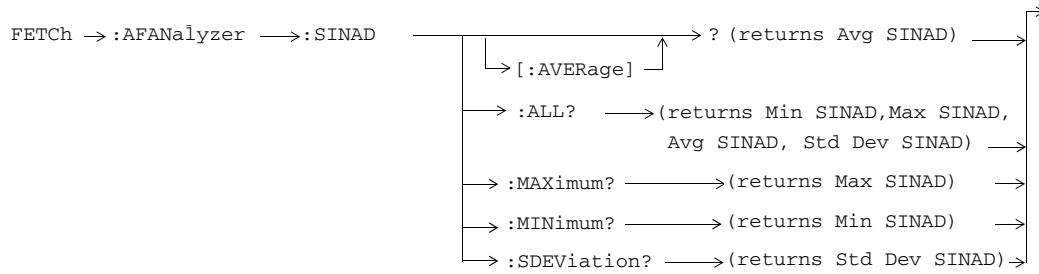 FETCh :AFANalyzer :SINAD ? (returns Avg SINAD)
[:AVERage]
:ALL? (returns Min SINAD,Max SINAD,
Avg SINAD, Std Dev SINAD)
:MAXimum? (returns Max SINAD)
:MINimum? (returns Min SINAD)
:SDEViation? (returns Std Dev SINAD)